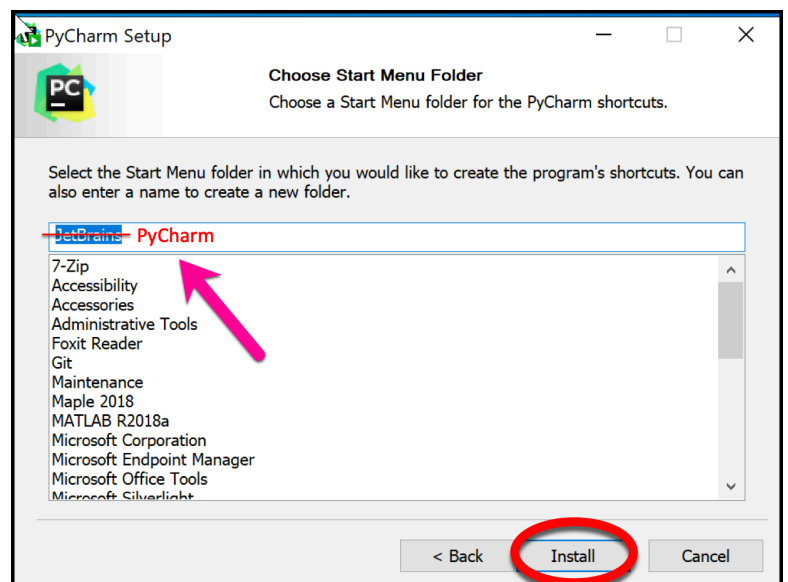 PyCharm Setup
PC
Choose Start Menu Folder
Choose a Start Menu folder for the PyCharm shortcuts.
Select the Start Menu folder in which you would like to create the program's shortcuts. You can
also enter a name to create a new folder.
JetBrains PyCharm
7-Zip
Accessibility
Accessories
Administrative Tools
Foxit Reader
Git
Maintenance
Maple 2018
MATLAB R2018a
Microsoft Corporation
Microsoft Endpoint Manager
Microsoft Office Tools
Microsoft Silverlight
< Back Install Cancel